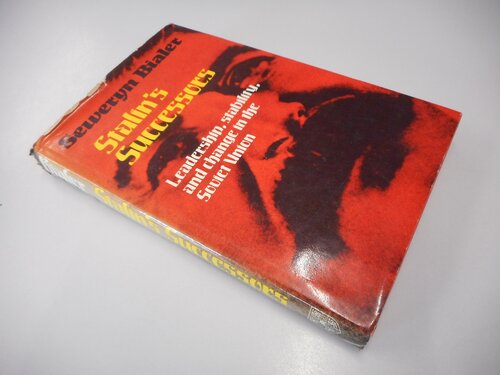 Seweryn Bialer
Stalin's
Successors
Leadership, stability,
and change in the
Soviet Union
Stalin's Successors